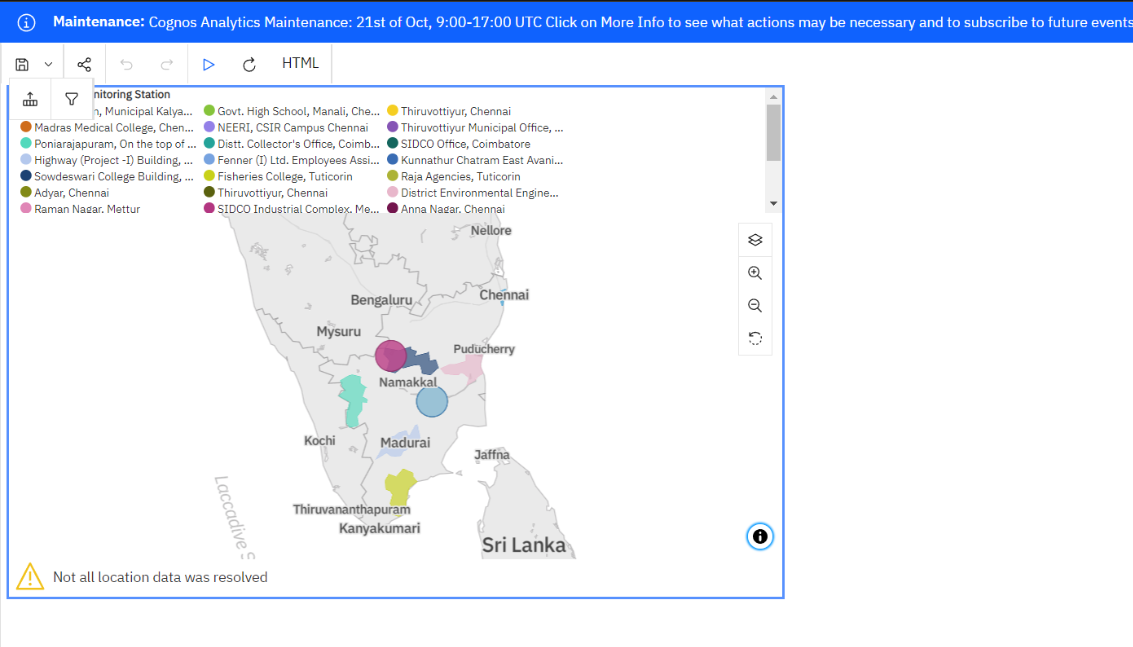 Maintenance: Cognos Analytics Maintenance: 21st of Oct, 9:00-17:00 UTC Click on More Info to see what actions may be necessary and to subscribe to future events
HTML
nitoring Station
n, Municipal Kalya...
Govt. High School, Manali, Che...
Thiruvottiyur, Chennai
Madras Medical College, Chen...
NEERI, CSIR Campus Chennai
Thiruvottiyur Municipal Office, ...
Poniarajapuram, On the top of ...
Distt. Collector's Office, Coimb...
SIDCO Office, Coimbatore
Highway (Project -I) Building, ...
Fenner (I) Ltd. Employees Assi...
Kunnathur Chatram East Avani...
Sowdeswari College Building, ...
Fisheries College, Tuticorin
Raja Agencies, Tuticorin
Adyar, Chennai
Thiruvottiyur, Chennai
District Environmental Engine...
Raman Nagar, Mettur
SIDCO Industrial Complex, Me...
Anna Nagar, Chennai
Nellore
Chennai
Bengaluru
Mysuru
Puducherry
Namakkal
Kochi
Madurai
Jaffna
Laccadive S
Thiruvananthapuram
Kanyakumari
Sri Lanka
Not all location data was resolved